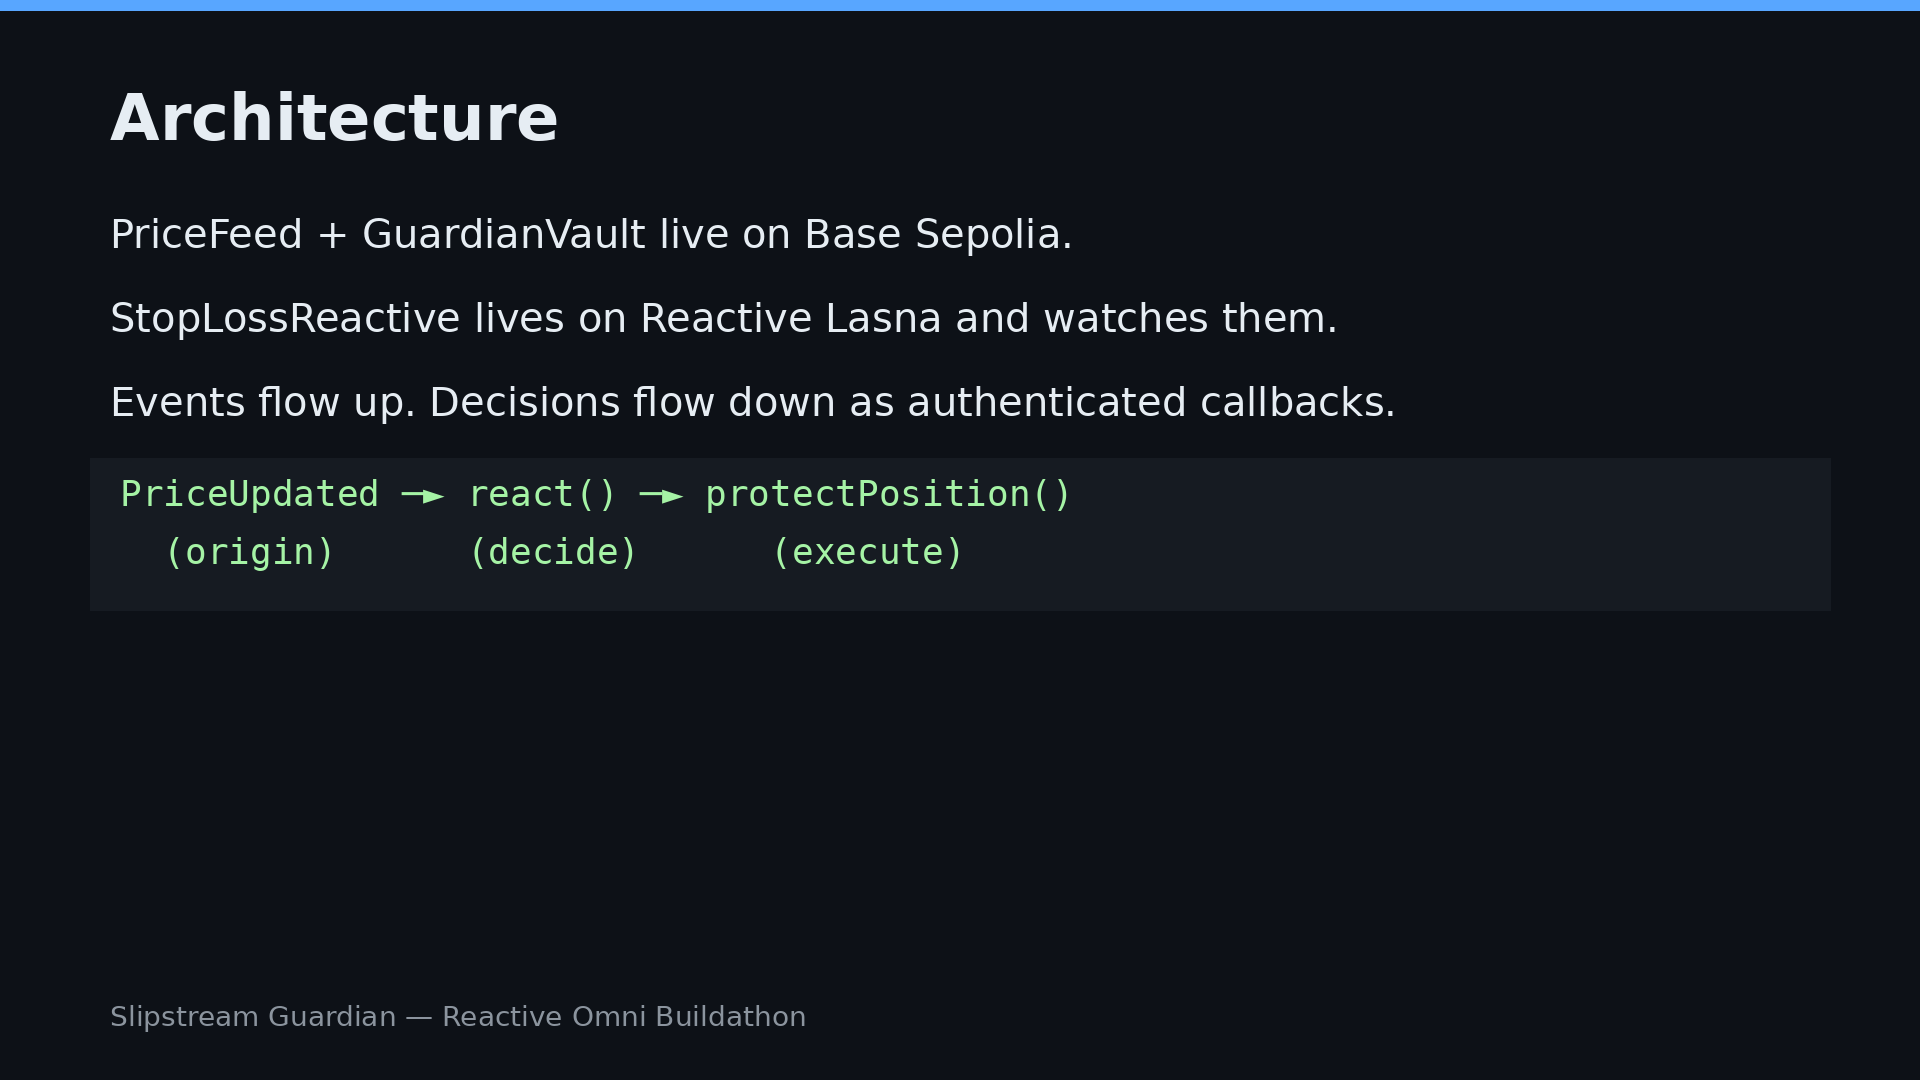 Architecture
PriceFeed + GuardianVault live on Base Sepolia.
StopLossReactive lives on Reactive Lasna and watches them.
Events flow up. Decisions flow down as authenticated callbacks.
PriceUpdated ─► react() ─► protectPosition()
(origin) (decide) (execute)
Slipstream Guardian — Reactive Omni Buildathon